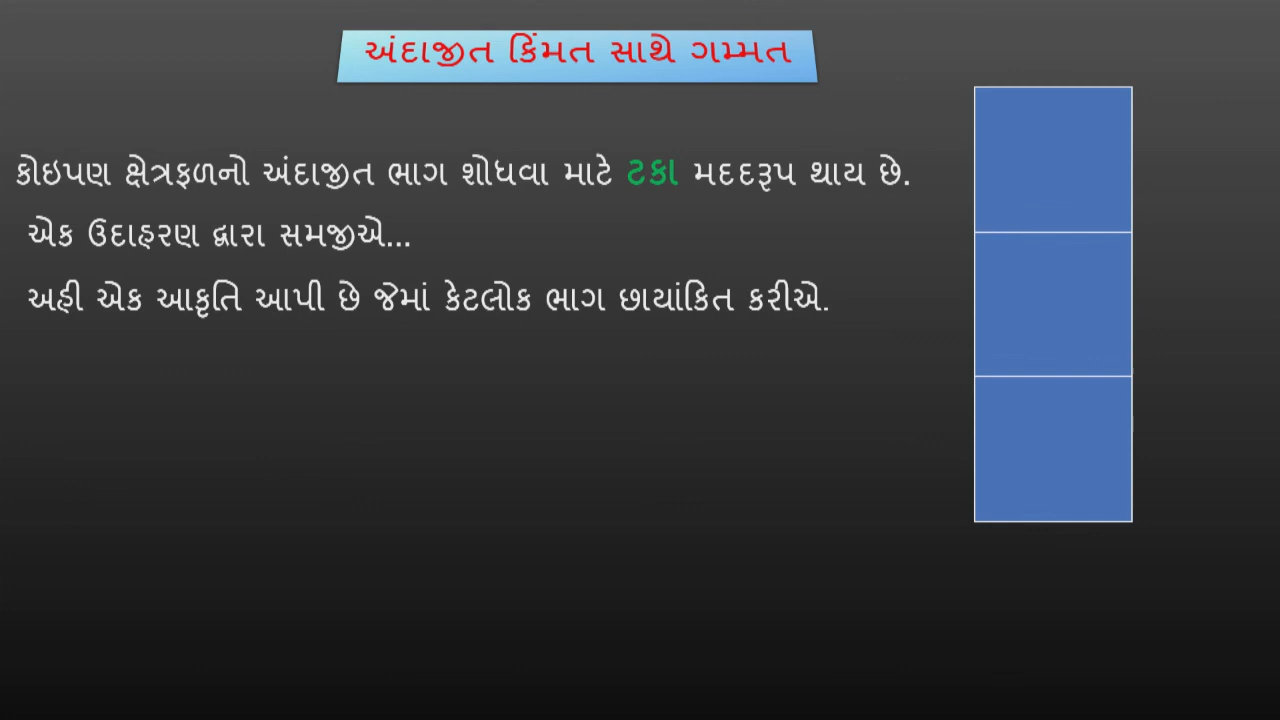 અંદાજીત કિંમત સાથે ગમ્મત
કોઇપણ ક્ષેત્રફળનો અંદાજીત ભાગ શોધવા માટે ટકા મદદરૂપ થાય છે.
એક ઉદાહરણ દ્વારા સમજીએ...
અહી એક આકૃતિ આપી છે જેમાં કેટલોક ભાગ છાયાંકિત કરીએ.